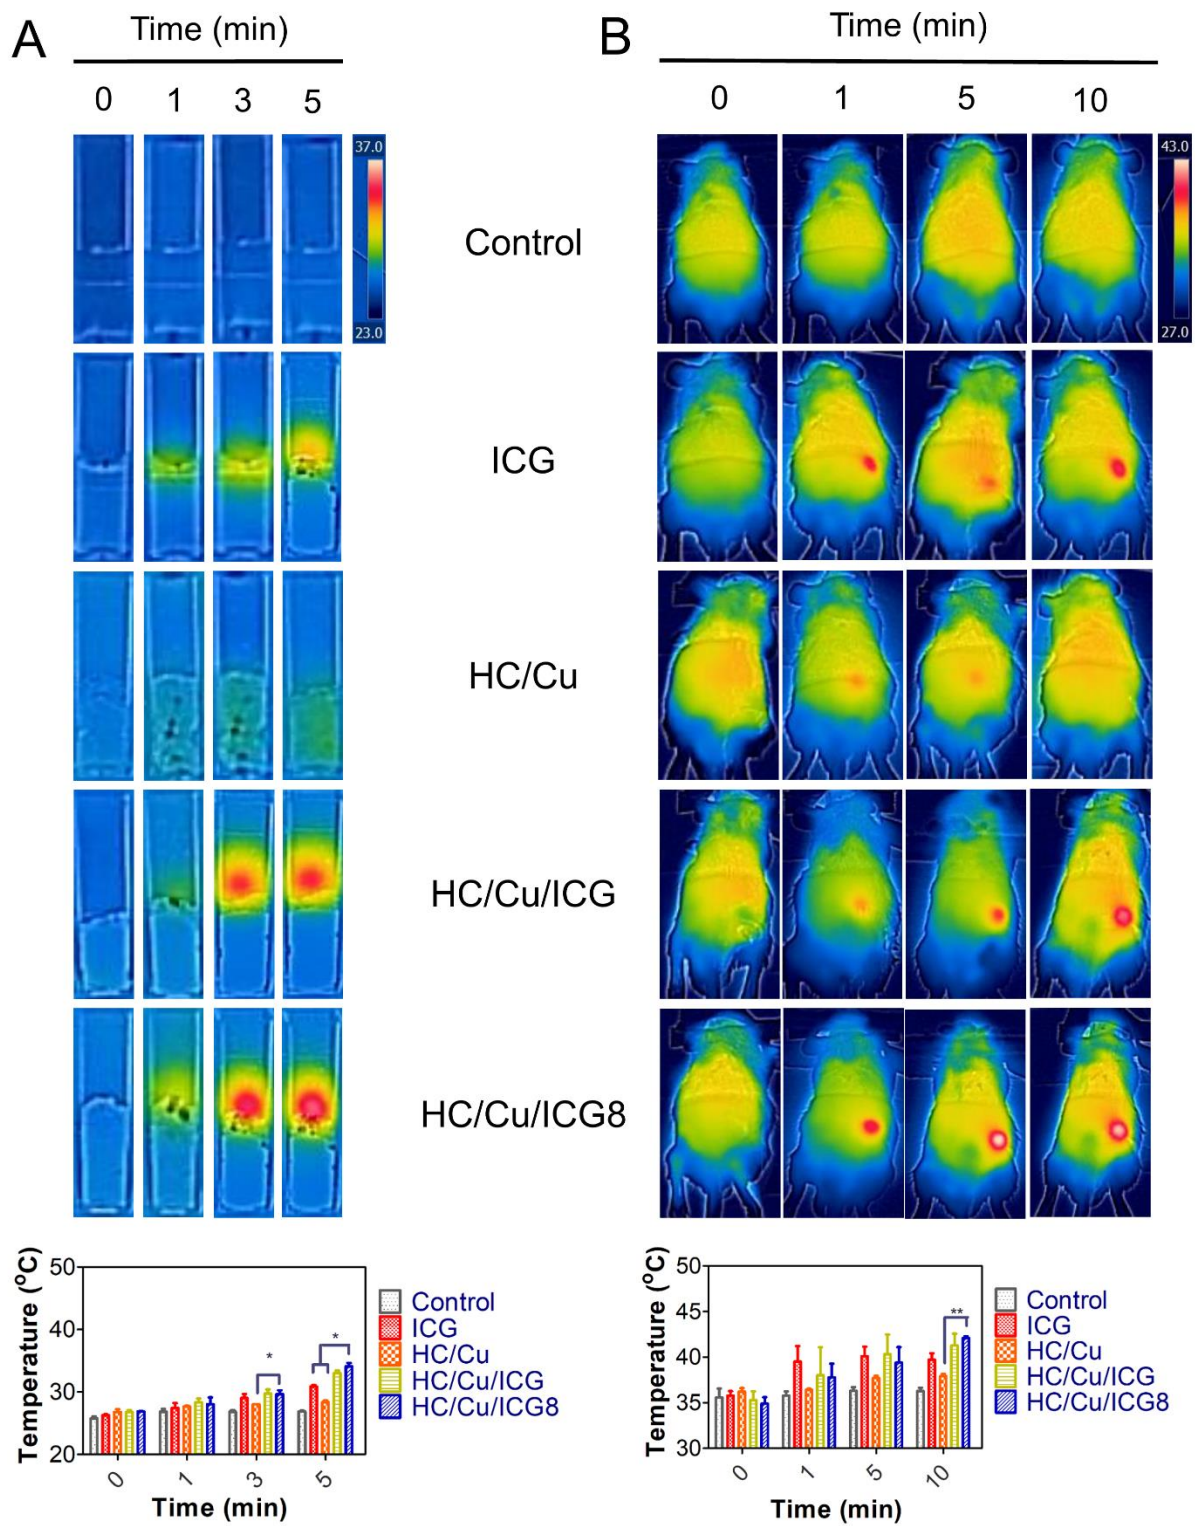 A
Time (min)
0 1 3 5
37.0
23.0
B
Time (min)
0 1 5 10
43.0
27.0
Control
ICG
HC/Cu
HC/Cu/ICG
HC/Cu/ICG8
Temperature (°C)
50
40
30
20
*
*
0 1 3 5
Time (min)
Control
ICG
HC/Cu
HC/Cu/ICG
HC/Cu/ICG8
Temperature (°C)
50
45
40
35
30
**
0 1 5 10
Time (min)
Control
ICG
HC/Cu
HC/Cu/ICG
HC/Cu/ICG8